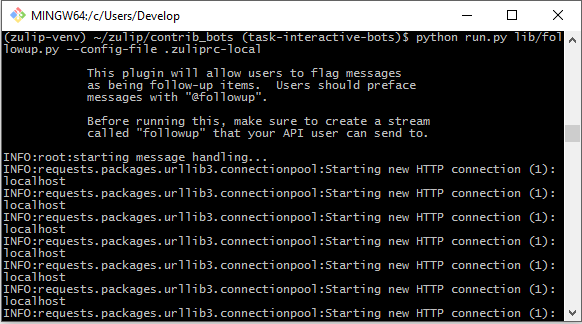 MINGW64:/c/Users/Develop
(zulip-venv) ~/zulip/contrib_bots (task-interactive-bots)$ python run.py lib/fol
lowup.py --config-file .zuliprc-local
This plugin will allow users to flag messages
as being follow-up items.  Users should preface
messages with "@followup".
Before running this, make sure to create a stream
called "followup" that your API user can send to.
INFO:root:starting message handling...
INFO:requests.packages.urllib3.connectionpool:Starting new HTTP connection (1):
localhost
INFO:requests.packages.urllib3.connectionpool:Starting new HTTP connection (1):
localhost
INFO:requests.packages.urllib3.connectionpool:Starting new HTTP connection (1):
localhost
INFO:requests.packages.urllib3.connectionpool:Starting new HTTP connection (1):
localhost
INFO:requests.packages.urllib3.connectionpool:Starting new HTTP connection (1):
localhost
INFO:requests.packages.urllib3.connectionpool:Starting new HTTP connection (1):
localhost
INFO:requests.packages.urllib3.connectionpool:Starting new HTTP connection (1):